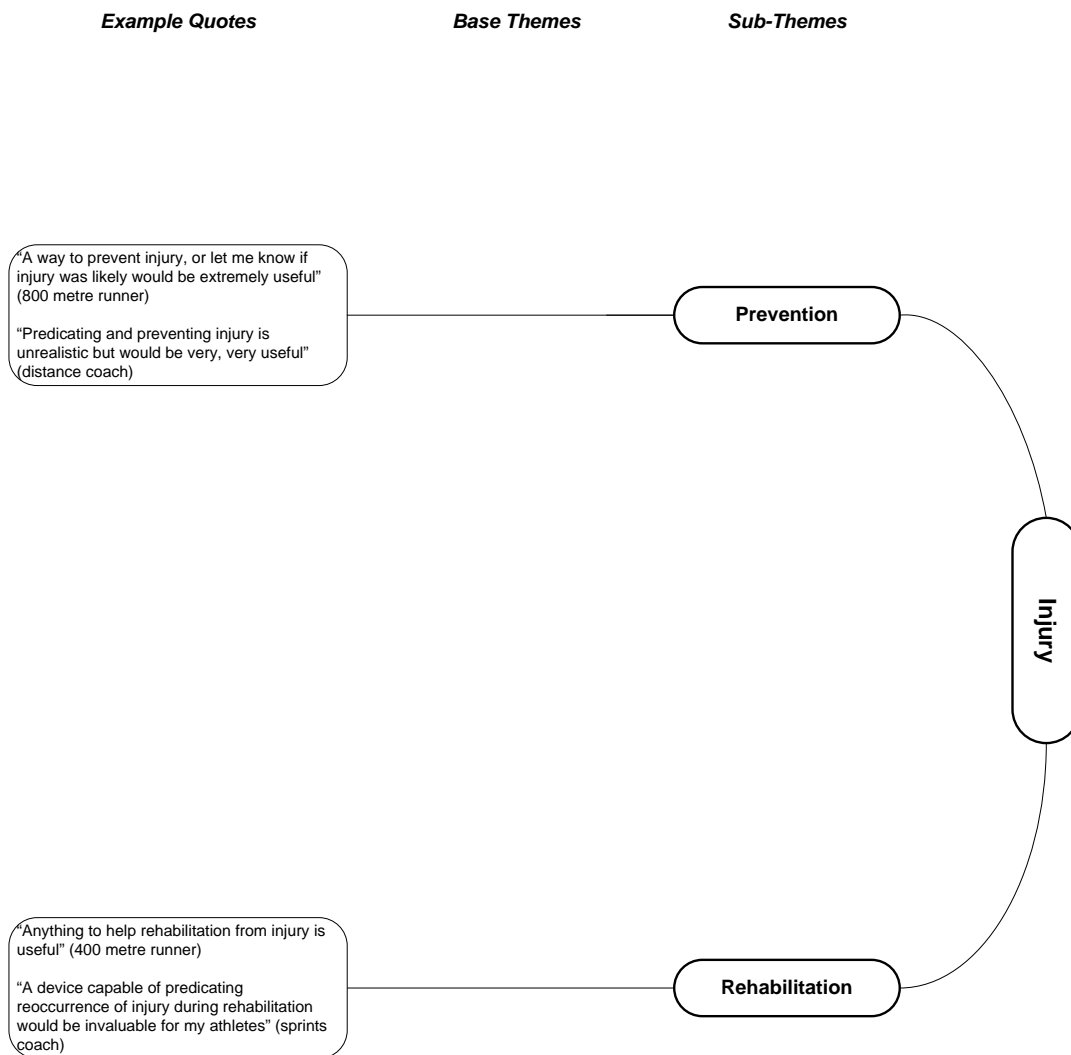 Example Quotes Base Themes Sub-Themes
“A way to prevent injury, or let me know if
injury was likely would be extremely useful”
(800 metre runner)
“Predicating and preventing injury is
unrealistic but would be very, very useful”
(distance coach)
Prevention
Injury
“Anything to help rehabilitation from injury is
useful” (400 metre runner)
“A device capable of predicating
reoccurrence of injury during rehabilitation
would be invaluable for my athletes” (sprints
coach)
Rehabilitation